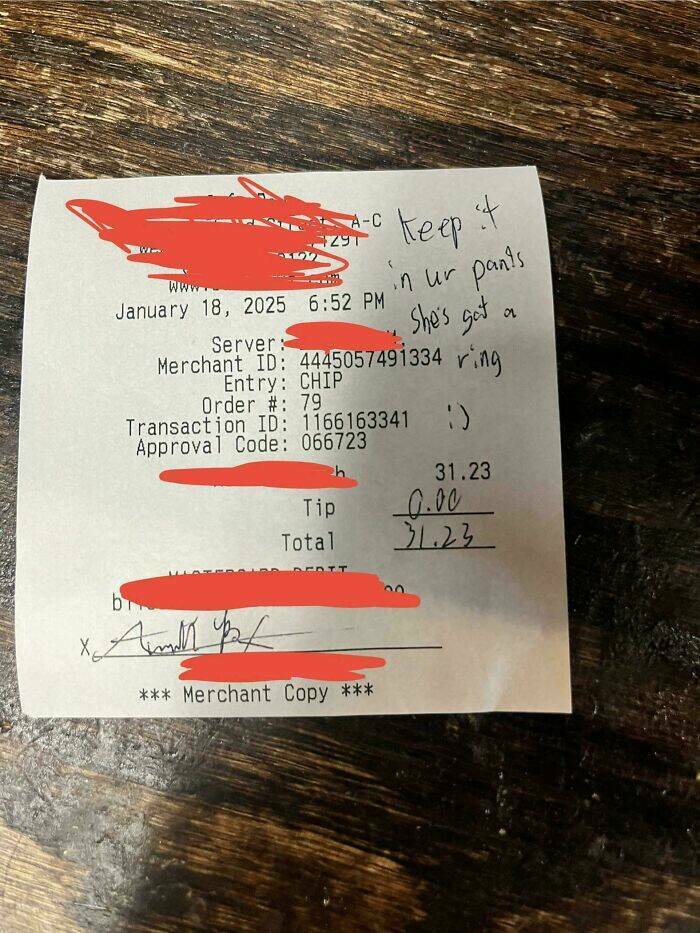 A-C
Keep it
in ur pants
January 18, 2025 6:52 PM
She's got a
Server:
Merchant ID: 4445057491334
ring
Entry: CHIP
Order #: 79
Transaction ID: 1166163341
:)
Approval Code: 066723
31.23
Tip 0.00
Total 31.23
X
*** Merchant Copy ***